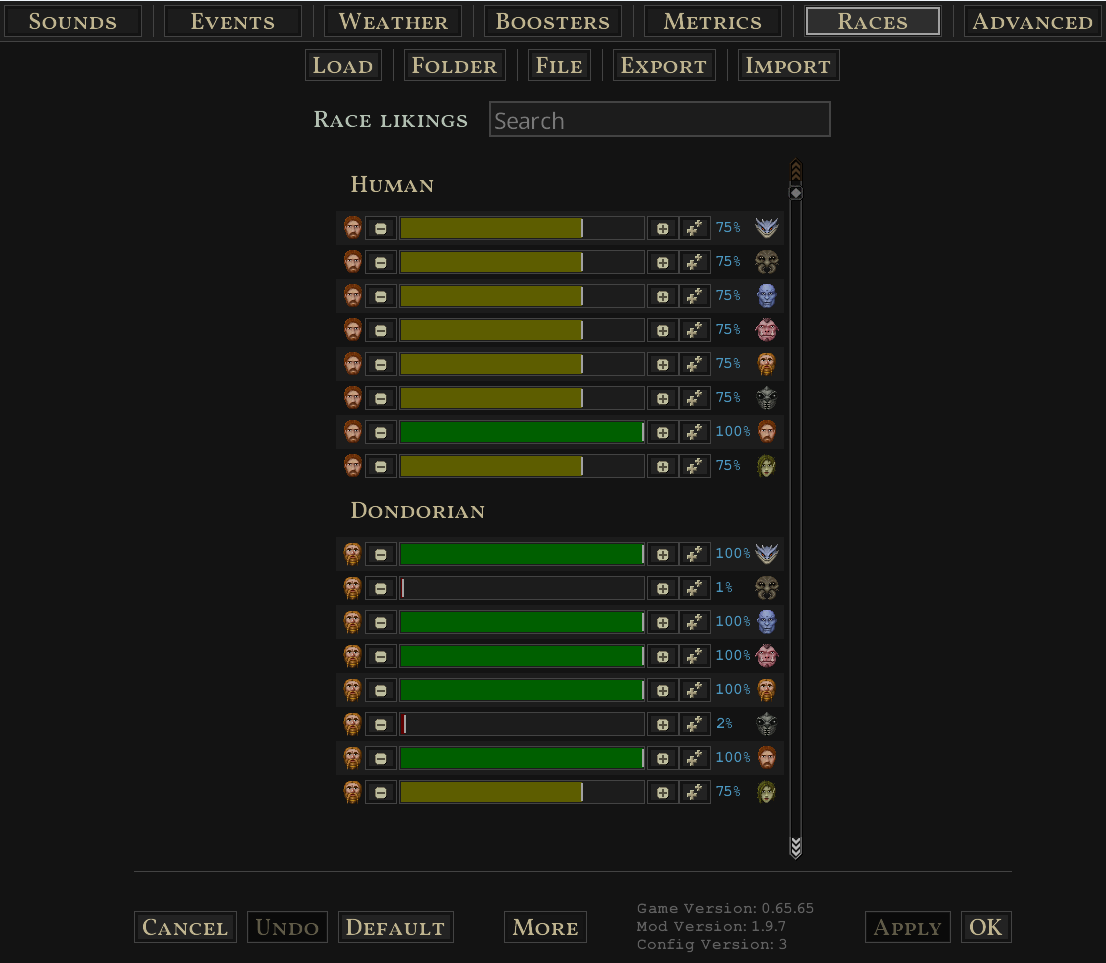 Sounds Events Weather Boosters Metrics Races Advanced
Load Folder File Export Import
Race likings Search
Human
75%
75%
75%
75%
75%
75%
100%
75%
Dondorian
100%
1%
100%
100%
100%
2%
100%
75%
Cancel Undo Default More
Game Version: 0.65.65
Mod Version: 1.9.7
Config Version: 3
Apply OK